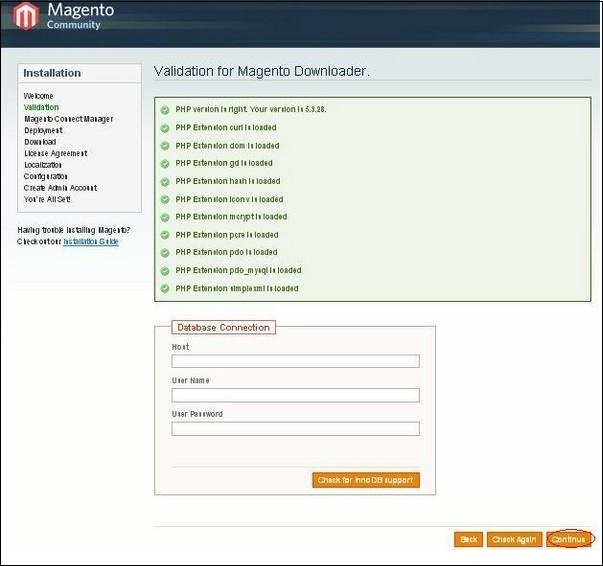 Magento
Community
Installation
Welcome
Validation
Magento Connect Manager
Deployment
Download
License Agreement
Localization
Configuration
Create Admin Account
You're All Set!
Having trouble installing Magento?
Check out our Installation Guide
Validation for Magento Downloader.
PHP version is right. Your version is 5.3.28.
PHP Extension curl is loaded
PHP Extension dom is loaded
PHP Extension gd is loaded
PHP Extension hash is loaded
PHP Extension iconv is loaded
PHP Extension mcrypt is loaded
PHP Extension pcre is loaded
PHP Extension pdo is loaded
PHP Extension pdo_mysql is loaded
PHP Extension simplexml is loaded
Database Connection
Host
User Name
User Password
Check for InnoDB support
Back
Check Again
Continue